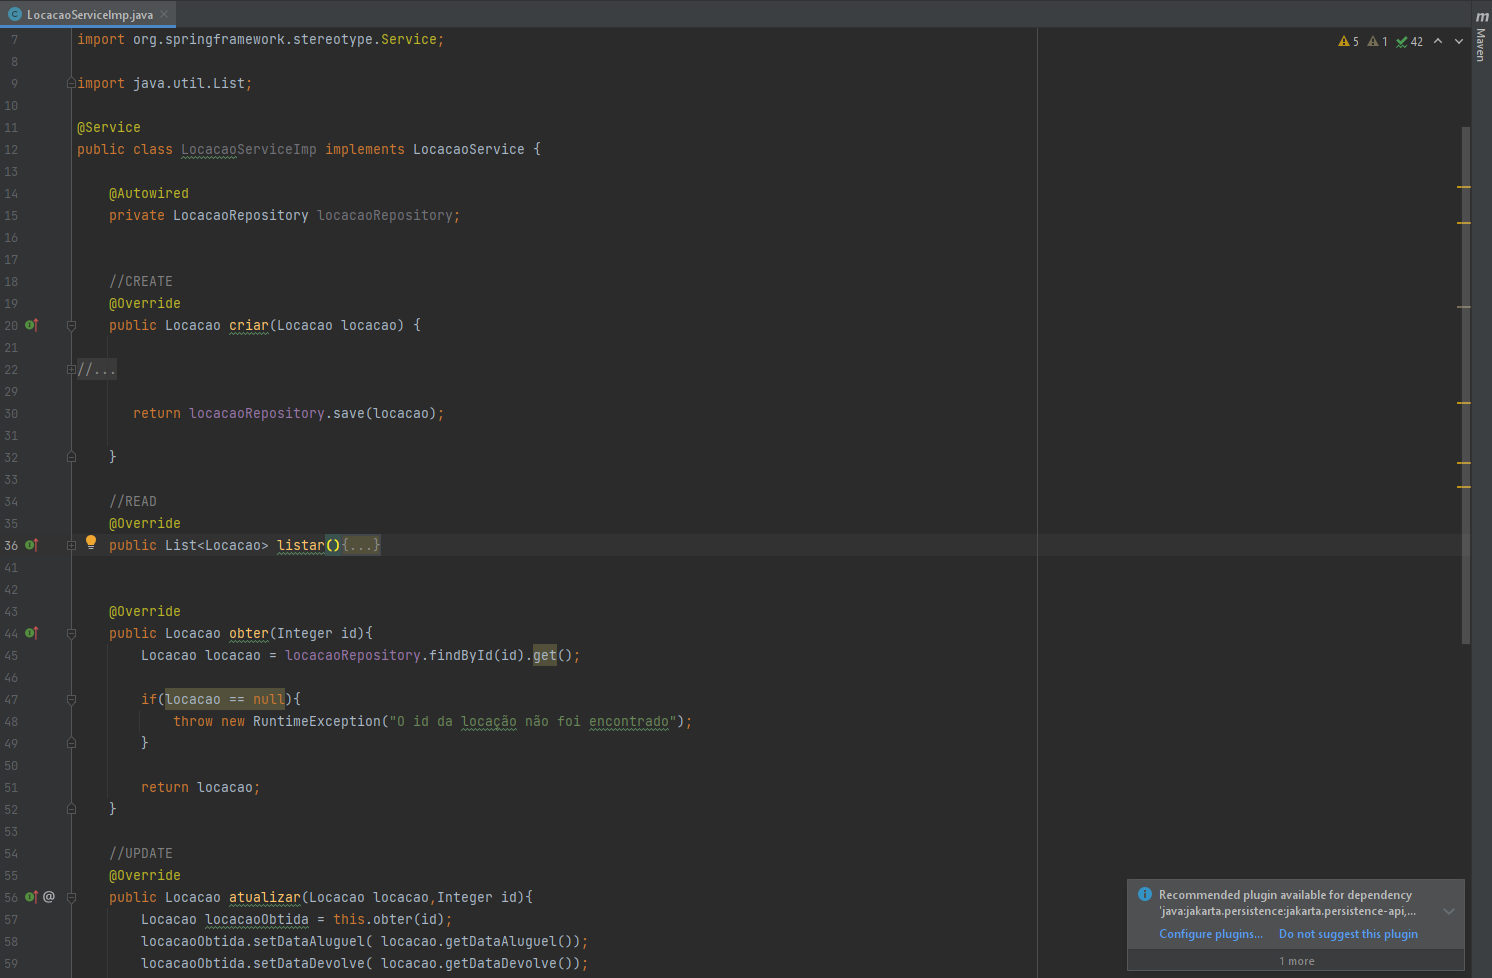 LocacaoServiceImp.java
7 import org.springframework.stereotype.Service;
5 1 42
8
9 import java.util.List;
10
11 @Service
12 public class LocacaoServiceImp implements LocacaoService {
13
14 @Autowired
15 private LocacaoRepository locacaoRepository;
16
17
18 //CREATE
19 @Override
20 public Locacao criar(Locacao locacao) {
21
22 //...
29
30 return locacaoRepository.save(locacao);
31
32 }
33
34 //READ
35 @Override
36 public List<Locacao> listar(){...}
41
42
43 @Override
44 public Locacao obter(Integer id){
45 Locacao locacao = locacaoRepository.findById(id).get();
46
47 if(locacao == null){
48 throw new RuntimeException("O id da locação não foi encontrado");
49 }
50
51 return locacao;
52 }
53
54 //UPDATE
55 @Override
56 @ public Locacao atualizar(Locacao locacao,Integer id){
57 Locacao locacaoObtida = this.obter(id);
58 locacaoObtida.setDataAluguel( locacao.getDataAluguel());
59 locacaoObtida.setDataDevolve( locacao.getDataDevolve());
m Maven
Recommended plugin available for dependency
'java:jakarta.persistence:jakarta.persistence-api,...
Configure plugins... Do not suggest this plugin
1 more